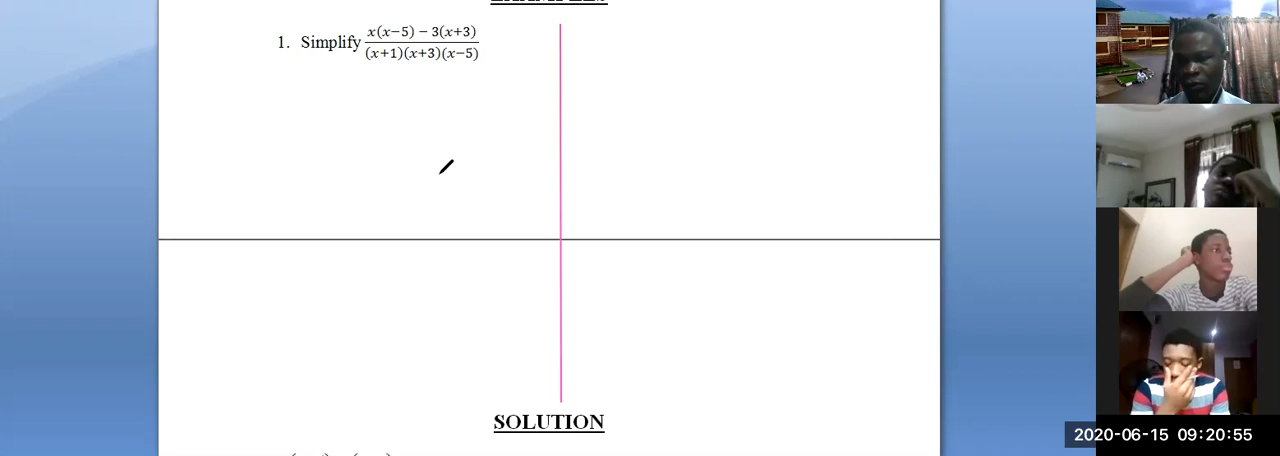 1. Simplify x(x−5) − 3(x+3) / (x+1)(x+3)(x−5)
SOLUTION
2020-06-15 09:20:55